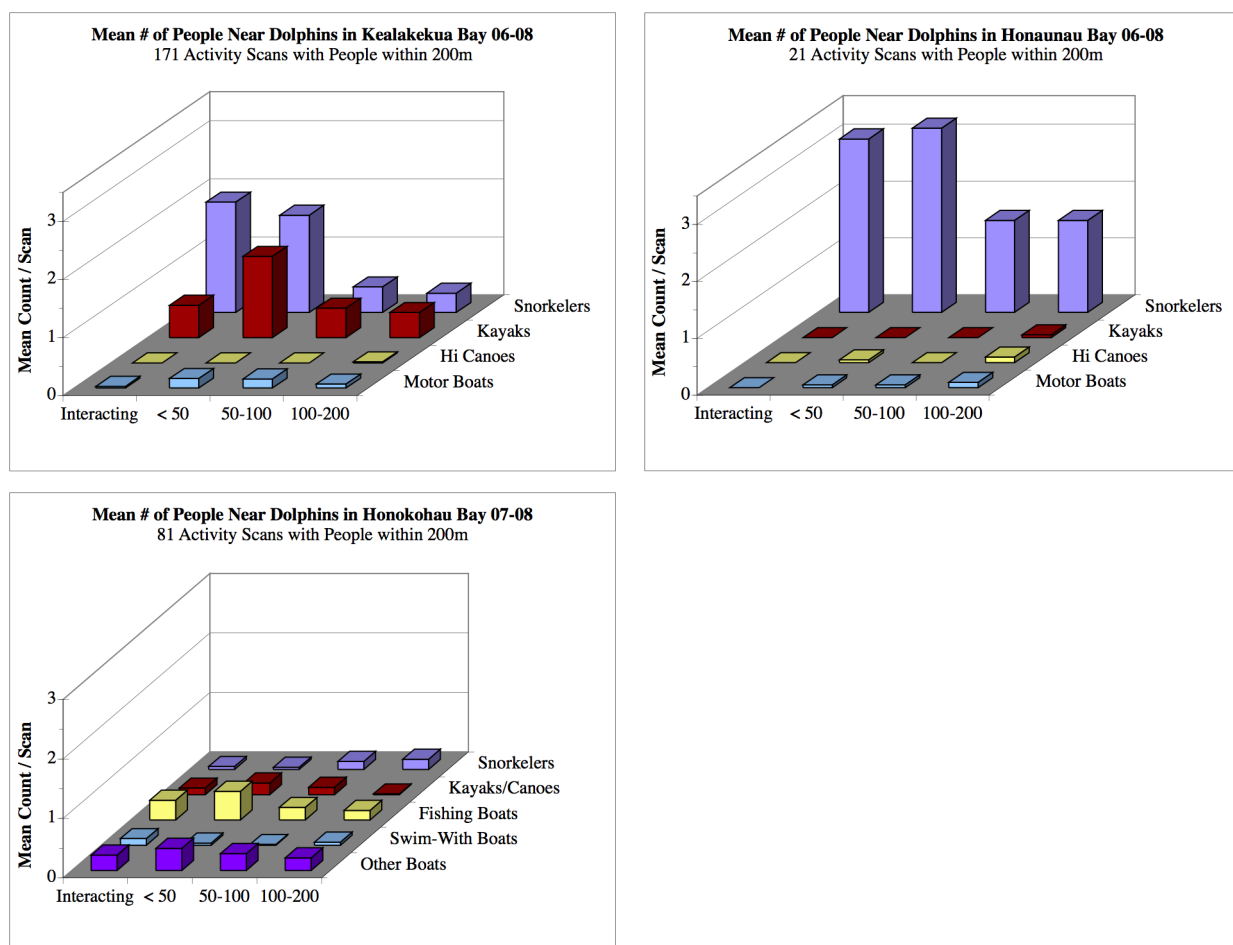 Mean # of People Near Dolphins in Kealakekua Bay 06-08
171 Activity Scans with People within 200m
Mean Count / Scan
3
2
1
0
Snorkelers
Kayaks
Hi Canoes
Motor Boats
Interacting < 50 50-100 100-200
Mean # of People Near Dolphins in Honaunau Bay 06-08
21 Activity Scans with People within 200m
Mean Count / Scan
3
2
1
0
Snorkelers
Kayaks
Hi Canoes
Motor Boats
Interacting < 50 50-100 100-200
Mean # of People Near Dolphins in Honokohau Bay 07-08
81 Activity Scans with People within 200m
Mean Count / Scan
3
2
1
0
Snorkelers
Kayaks/Canoes
Fishing Boats
Swim-With Boats
Other Boats
Interacting < 50 50-100 100-200